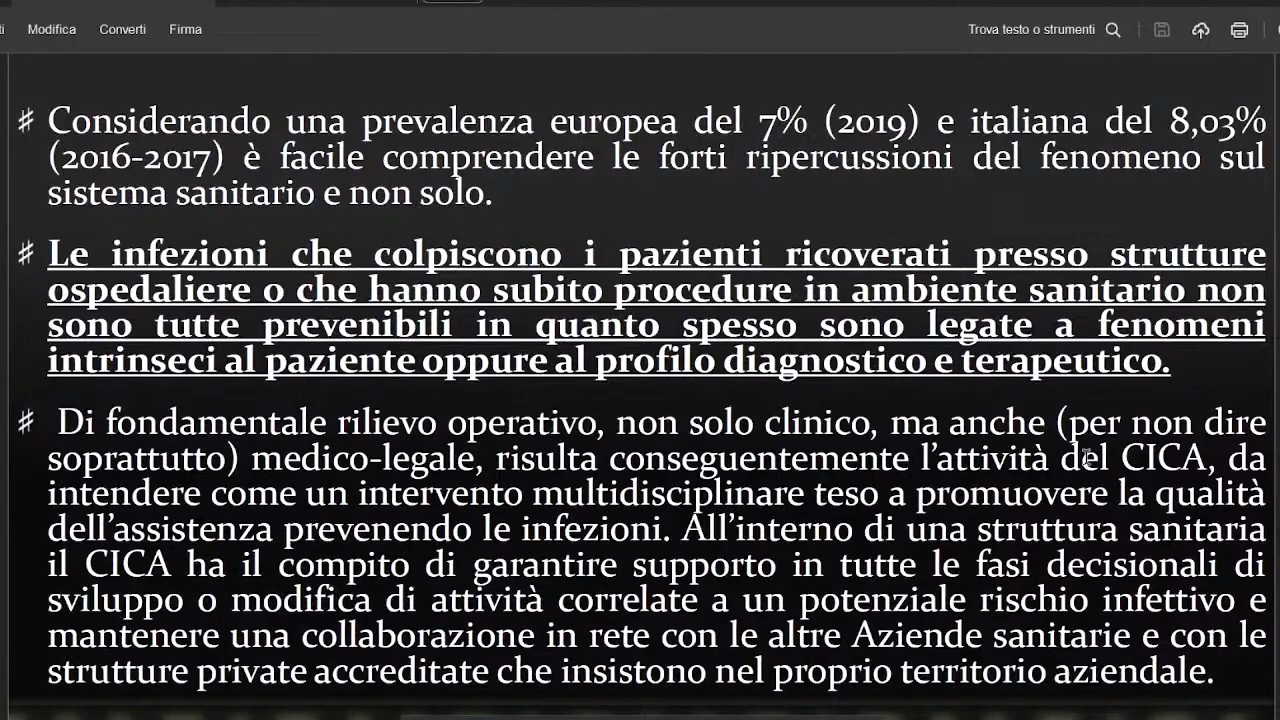 Modifica Converti Firma Trova testo o strumenti
Considerando una prevalenza europea del 7% (2019) e italiana del 8,03%
(2016-2017) è facile comprendere le forti ripercussioni del fenomeno sul
sistema sanitario e non solo.
Le infezioni che colpiscono i pazienti ricoverati presso strutture
ospedaliere o che hanno subito procedure in ambiente sanitario non
sono tutte prevenibili in quanto spesso sono legate a fenomeni
intrinseci al paziente oppure al profilo diagnostico e terapeutico.
Di fondamentale rilievo operativo, non solo clinico, ma anche (per non dire
soprattutto) medico-legale, risulta conseguentemente l'attività del CICA, da
intendere come un intervento multidisciplinare teso a promuovere la qualità
dell'assistenza prevenendo le infezioni. All'interno di una struttura sanitaria
il CICA ha il compito di garantire supporto in tutte le fasi decisionali di
sviluppo o modifica di attività correlate a un potenziale rischio infettivo e
mantenere una collaborazione in rete con le altre Aziende sanitarie e con le
strutture private accreditate che insistono nel proprio territorio aziendale.